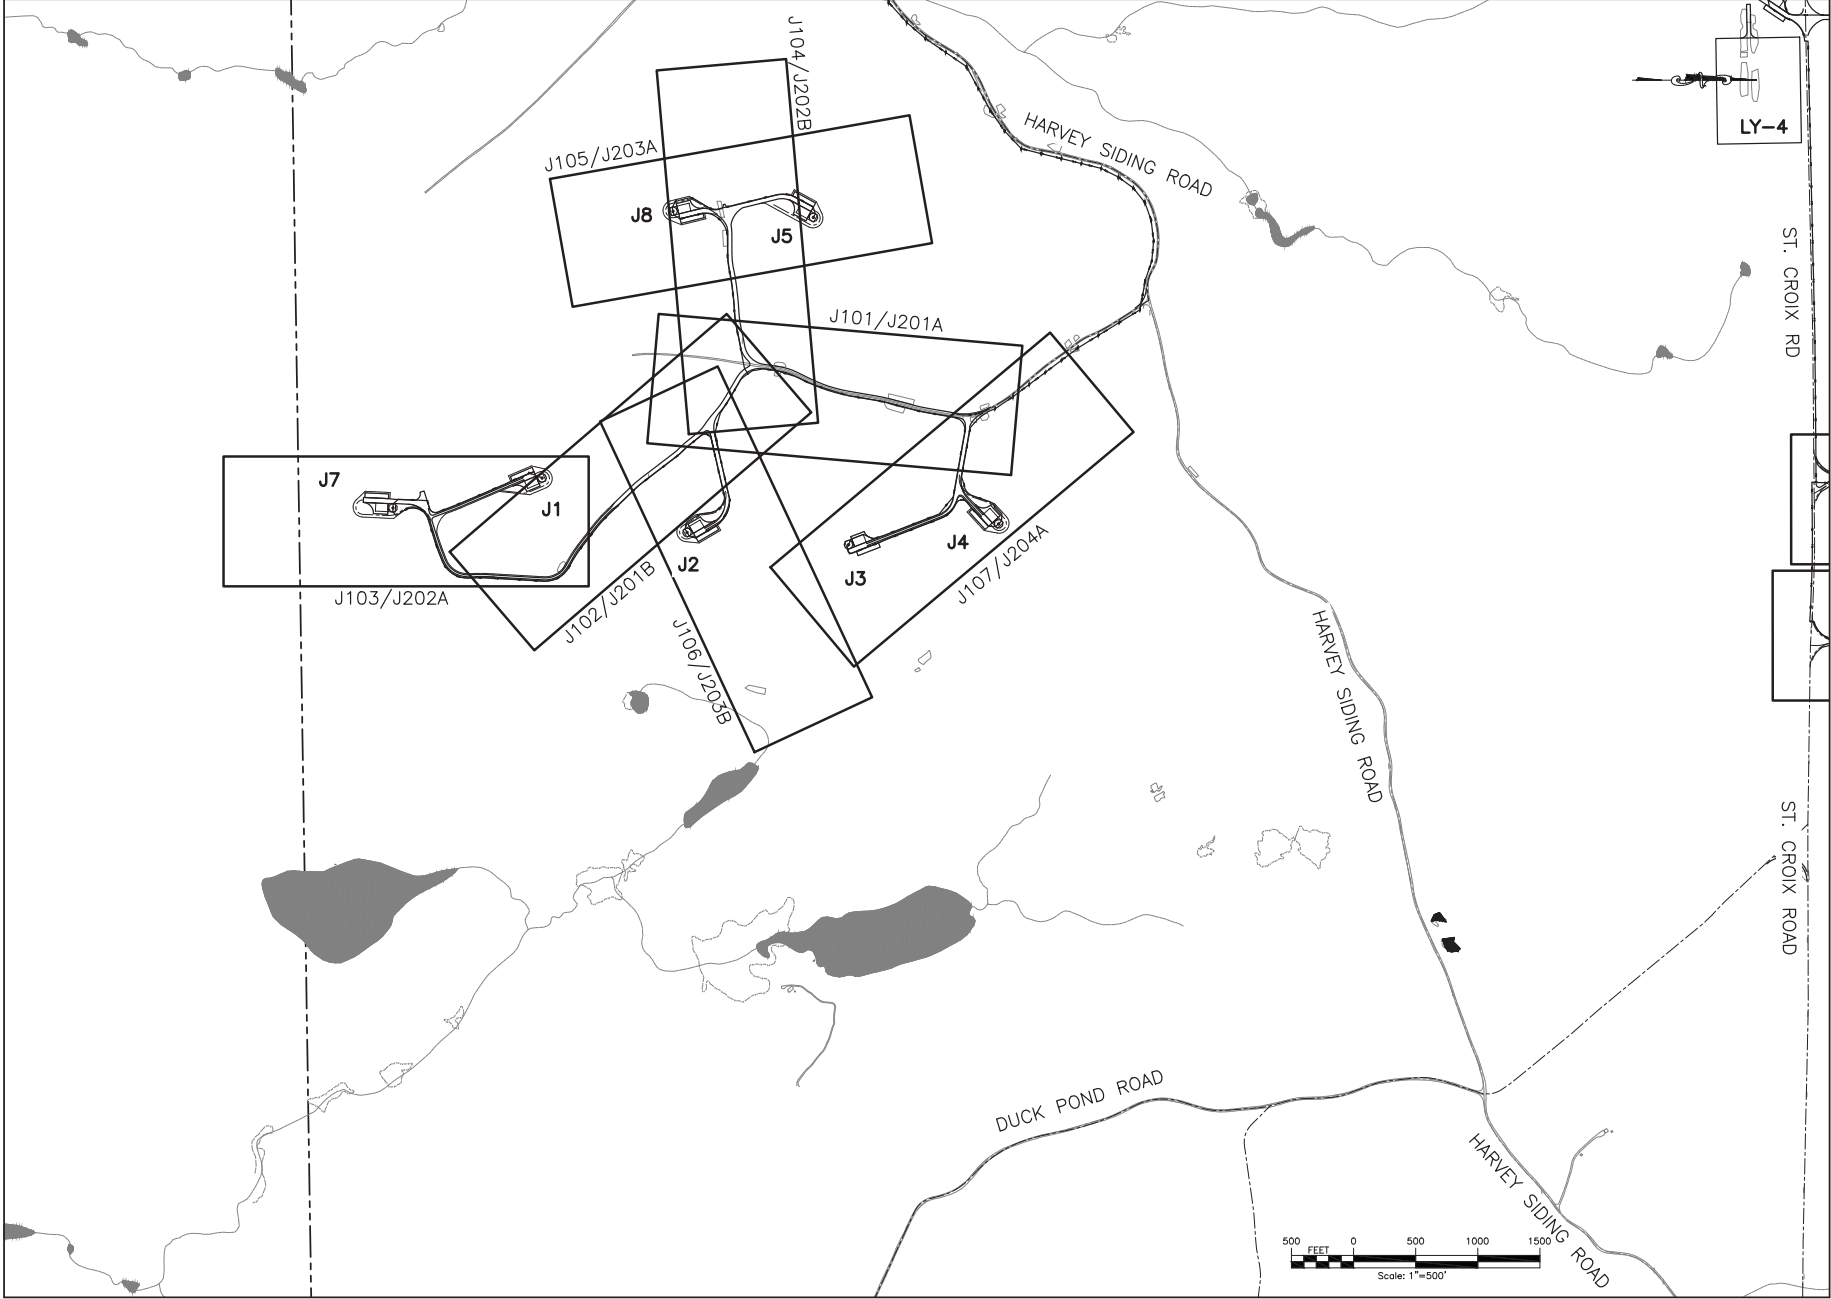 J104/J202B
HARVEY SIDING ROAD
LY-4
J105/J203A
J8
J5
ST. CROIX RD
J101/J201A
J7
J1
J2
J3
J4
J107/J204A
J103/J202A
J102/J201B
J106/J203B
HARVEY SIDING ROAD
ST. CROIX ROAD
DUCK POND ROAD
HARVEY SIDING ROAD
500 0 500 1000 1500
FEET
Scale: 1"=500'